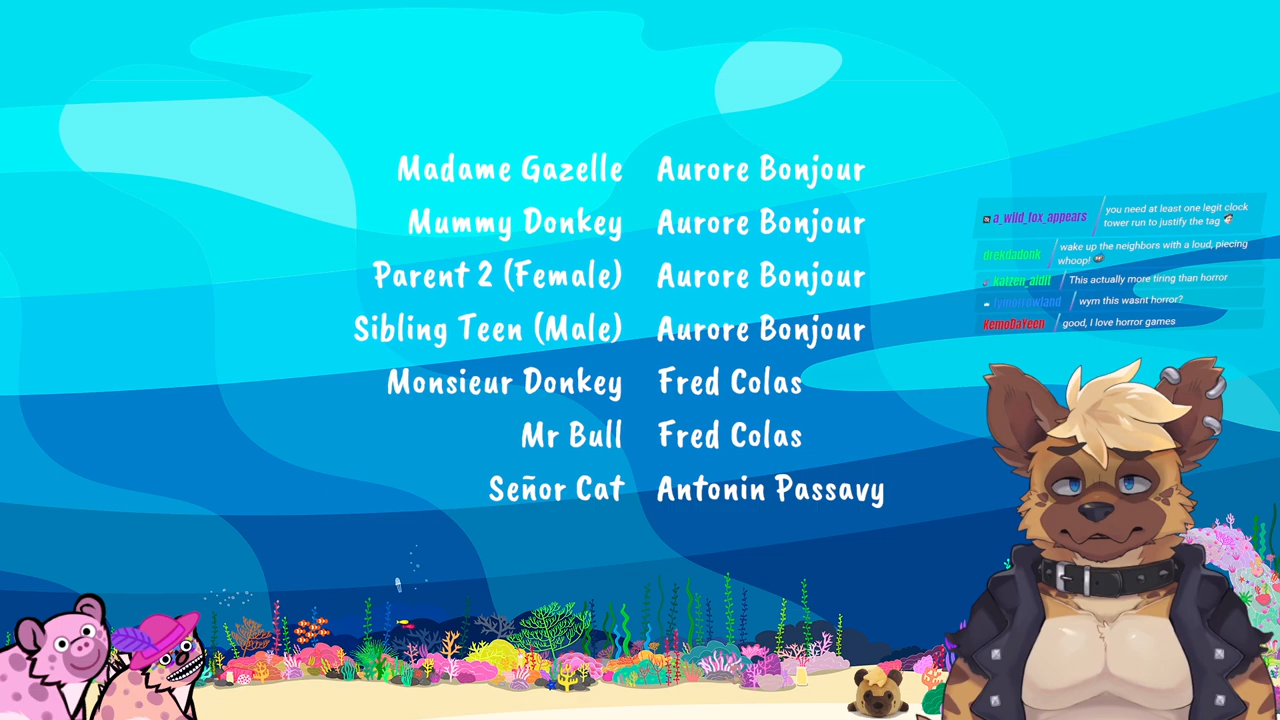 Madame Gazelle Aurore Bonjour
Mummy Donkey Aurore Bonjour
Parent 2 (Female) Aurore Bonjour
Sibling Teen (Male) Aurore Bonjour
Monsieur Donkey Fred Colas
Mr Bull Fred Colas
Señor Cat Antonin Passavy
a_wild_fox_appears you need at least one legit clock
tower run to justify the tag
drekdadonk wake up the neighbors with a loud, piecing
whoop!
katzen_aidit This actually more tiring than horror
tymorrowland wym this wasnt horror?
KemoDaYeen good, I love horror games